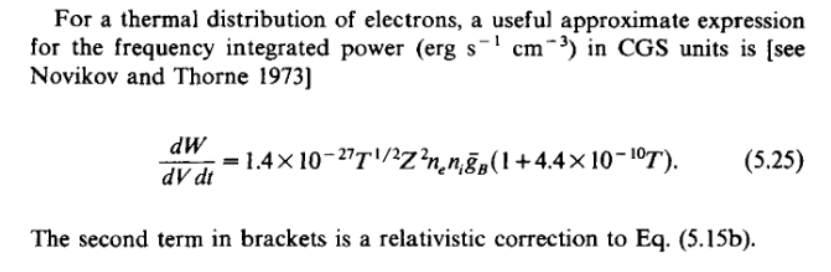 For a thermal distribution of electrons, a useful approximate expression
for the frequency integrated power (erg s⁻¹ cm⁻³) in CGS units is [see
Novikov and Thorne 1973]
dW/dV dt = 1.4×10⁻²⁷T¹/²Z²nₑnᵢḡ_B(1+4.4×10⁻¹⁰T). (5.25)
The second term in brackets is a relativistic correction to Eq. (5.15b).